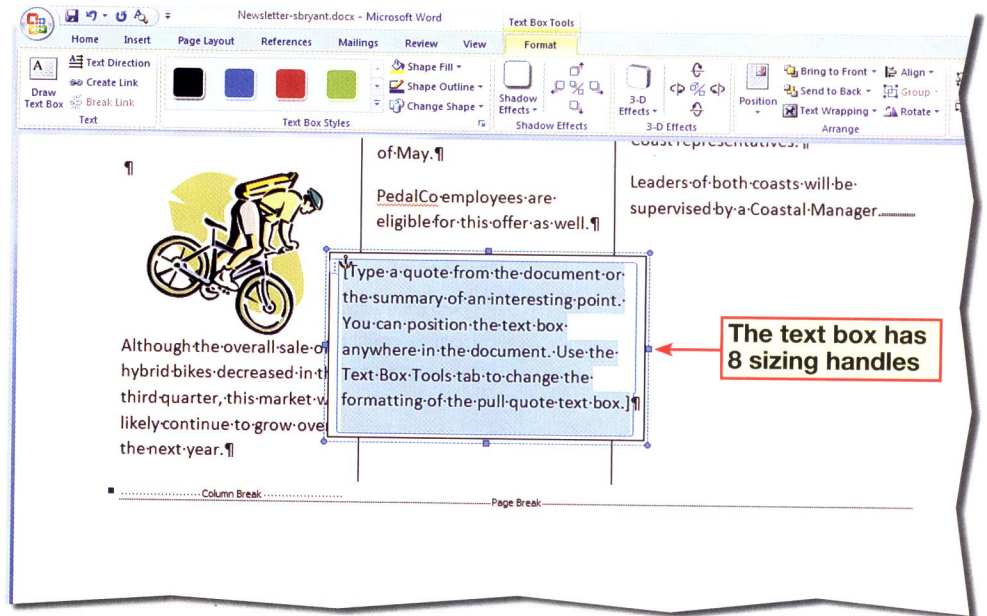 Newsletter-sbryant.docx - Microsoft Word
Text Box Tools
Home Insert Page Layout References Mailings Review View Format
A
Draw
Text Box
Text Direction
Create Link
Break Link
Text
Text Box Styles
Shape Fill
Shape Outline
Change Shape
Shadow
Effects
Shadow Effects
3-D
Effects
3-D Effects
Position
Bring to Front
Send to Back
Text Wrapping
Align
Group
Rotate
Arrange
¶
Although·the·overall·sale·o
hybrid·bikes·decreased·in·t
third·quarter,·this·market·w
likely·continue·to·grow·ove
the·next·year.¶
Column Break
of·May.¶
PedalCo·employees·are·
eligible·for·this·offer·as·well.¶
Coast·representatives.·¶
Leaders·of·both·coasts·will·be·
supervised·by·a·Coastal·Manager.
[Type·a·quote·from·the·document·or·
the·summary·of·an·interesting·point.·
You·can·position·the·text·box·
anywhere·in·the·document.·Use·the·
Text·Box·Tools·tab·to·change·the·
formatting·of·the·pull·quote·text·box.]¶
The text box has
8 sizing handles
Page Break